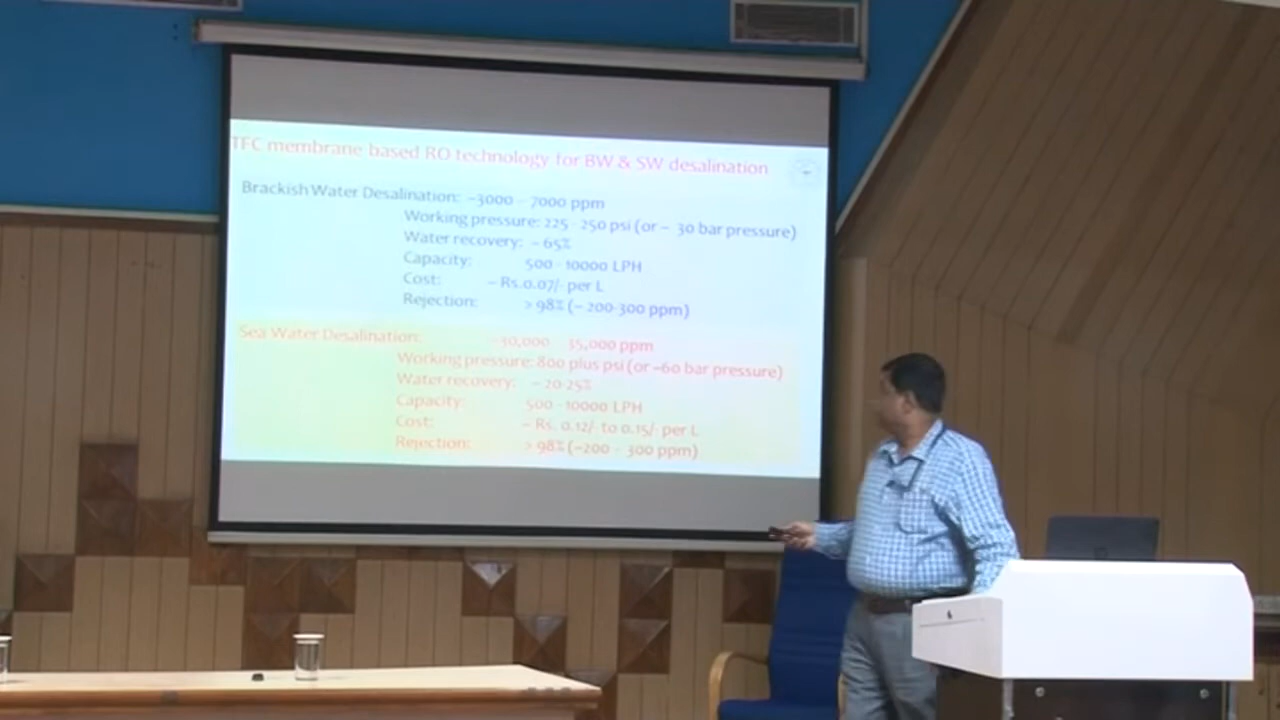 TFC membrane based RO technology for BW & SW desalination
Brackish Water Desalination: ~3000 - 7000 ppm
Working pressure: 225 - 250 psi (or ~ 30 bar pressure)
Water recovery: ~ 65%
Capacity: 500 - 10000 LPH
Cost: ~ Rs.0.07/- per L
Rejection: > 98% (~ 200-300 ppm)
Sea Water Desalination: ~30,000 - 35,000 ppm
Working pressure: 800 plus psi (or ~60 bar pressure)
Water recovery: ~ 20-25%
Capacity: 500 - 10000 LPH
Cost: ~ Rs. 0.12/- to 0.15/- per L
Rejection: > 98% (~200 - 300 ppm)